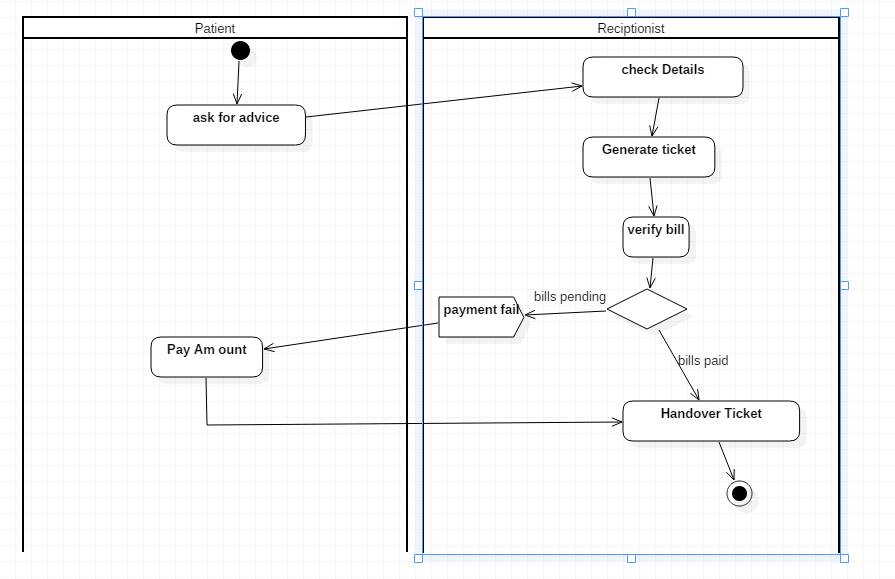 Patient
Reciptionist
check Details
ask for advice
Generate ticket
verify bill
bills pending
payment fail
Pay Am ount
bills paid
Handover Ticket